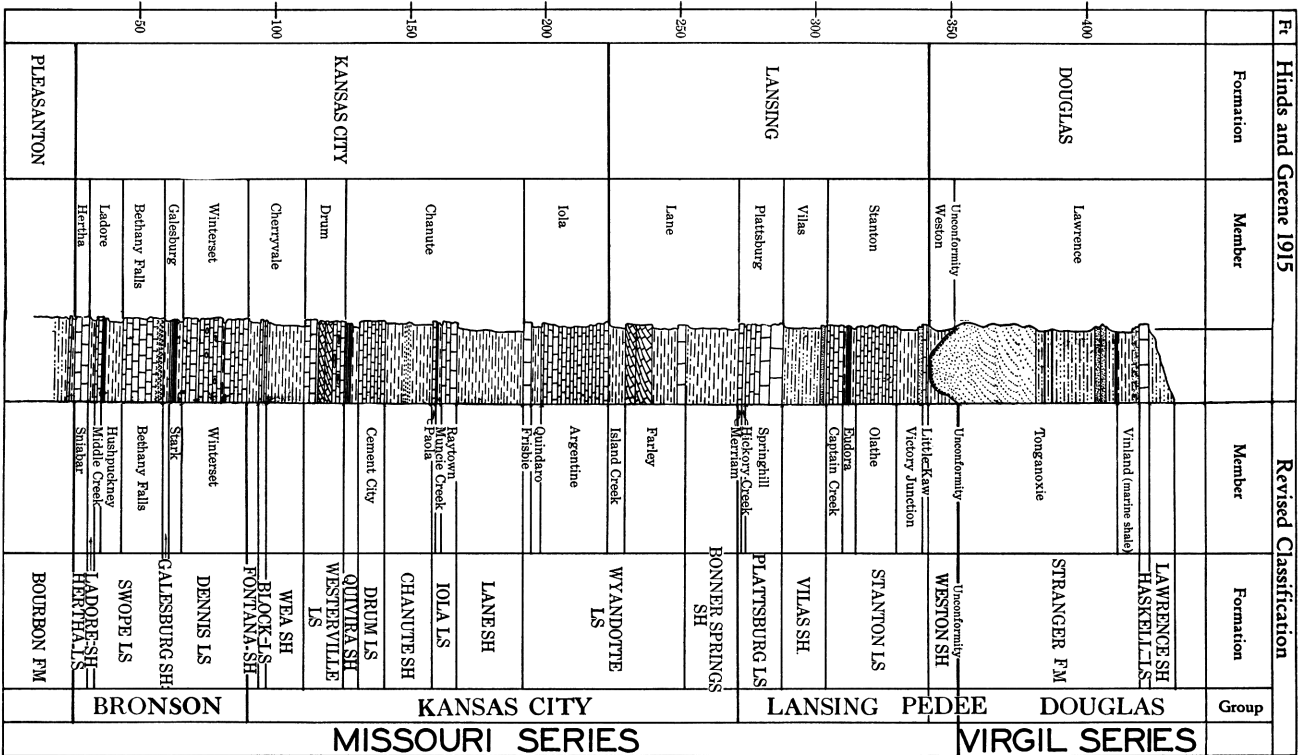 Ft
Hinds and Greene 1915
Revised Classification
Formation
Member
Member
Formation
Group
-400
-350
-300
-250
-200
-150
-100
-50
DOUGLAS
LANSING
KANSAS CITY
PLEASANTON
Lawrence
Unconformity
Weston
Stanton
Vilas
Plattsburg
Lane
Iola
Chanute
Drum
Cherryvale
Winterset
Galesburg
Bethany Falls
Ladore
Hertha
Vinland (marine shale)
Tonganoxie
Unconformity
Little Kaw
Victory Junction
Olathe
Eudora
Captain Creek
Springhill
Hickory Creek
Merriam
Farley
Island Creek
Argentine
Quindaro
Frisbie
Raytown
Muncie Creek
Paola
Cement City
Winterset
Stark
Bethany Falls
Hushpuckney
Middle Creek
Sniabar
LAWRENCE SH
HASKELL-LS
STRANGER FM
Unconformity
WESTON SH
STANTON LS
VILAS SH.
PLATTSBURG LS
BONNER SPRINGS
SH
WYANDOTTE
LS
LANE SH
IOLA LS
CHANUTE SH
DRUM LS
QUIVIRA SH
WESTERVILLE
LS
WEA SH
BLOCK-LS
FONTANA-SH
DENNIS LS
GALESBURG SH
SWOPE LS
LADORE-SH
HERTHA LS
BOURBON FM
DOUGLAS
PEDEE
LANSING
KANSAS CITY
BRONSON
VIRGIL SERIES
MISSOURI SERIES